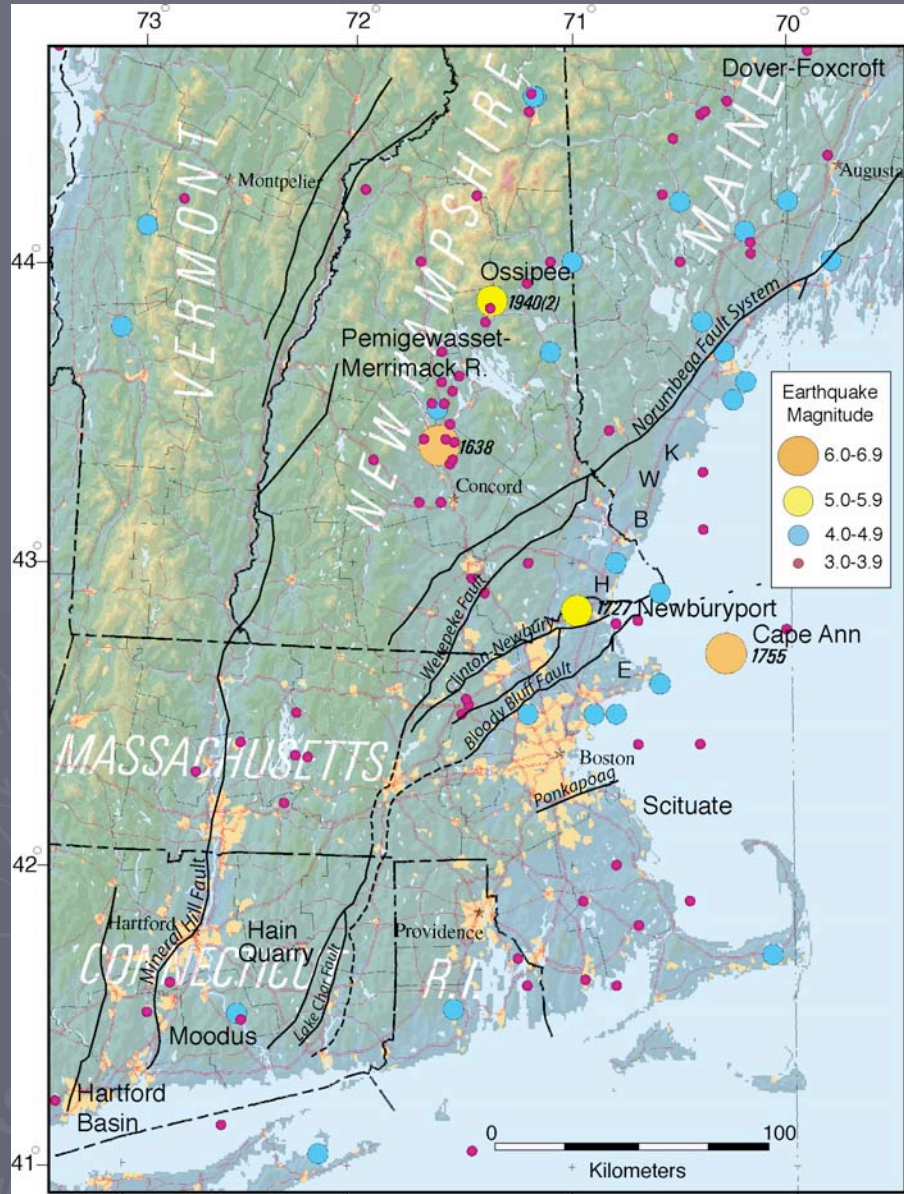 73°
72°
71°
70°
Dover-Foxcroft
VERMONT
NEW HAMPSHIRE
MAINE
Montpelier
Augusta
44°
Ossipee
1940(2)
Pemigewasset-
Merrimack R.
Norumbega Fault System
Earthquake
Magnitude
6.0-6.9
5.0-5.9
4.0-4.9
3.0-3.9
1638
K
W
Concord
B
43°
H
Wekepeke Fault
1727 Newburyport
Clinton-Newbury
Cape Ann
1755
I
E
Bloody Bluff Fault
MASSACHUSETTS
Boston
Ponkapoag
Scituate
42°
Mineral Hill Fault
Hartford
Hain
Quarry
Providence
CONNECTICU
R.I.
Lake Char Fault
Moodus
Hartford
Basin
0
100
Kilometers
41°